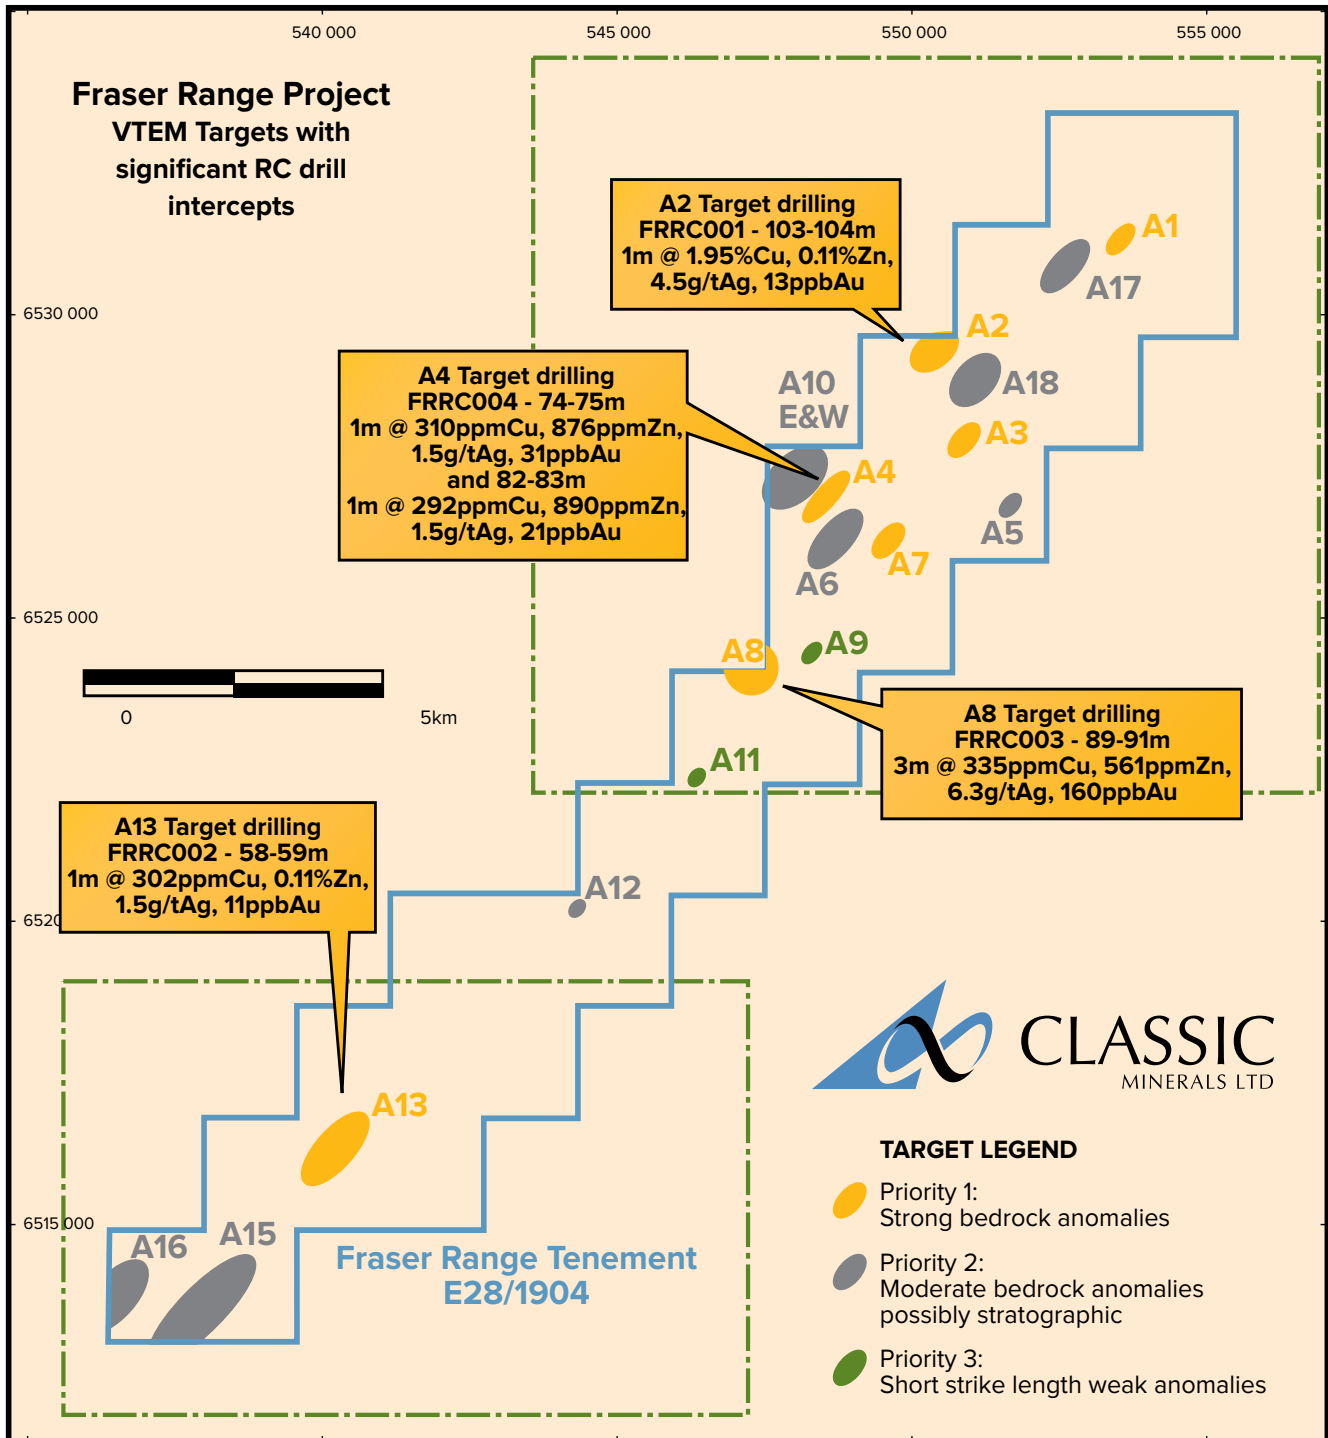 540 000
545 000
550 000
555 000
Fraser Range Project
VTEM Targets with
significant RC drill
intercepts
A2 Target drilling
FRRC001 - 103-104m
1m @ 1.95%Cu, 0.11%Zn,
4.5g/tAg, 13ppbAu
A1
A17
6530 000
A2
A18
A10
E&W
A3
A4 Target drilling
FRRC004 - 74-75m
1m @ 310ppmCu, 876ppmZn,
1.5g/tAg, 31ppbAu
and 82-83m
1m @ 292ppmCu, 890ppmZn,
1.5g/tAg, 21ppbAu
A4
A5
A7
A6
6525 000
A9
A8
0
5km
A8 Target drilling
FRRC003 - 89-91m
3m @ 335ppmCu, 561ppmZn,
6.3g/tAg, 160ppbAu
A11
A13 Target drilling
FRRC002 - 58-59m
1m @ 302ppmCu, 0.11%Zn,
1.5g/tAg, 11ppbAu
A12
6520
CLASSIC
MINERALS LTD
A13
6515 000
A16
A15
Fraser Range Tenement
E28/1904
TARGET LEGEND
Priority 1:
Strong bedrock anomalies
Priority 2:
Moderate bedrock anomalies
possibly stratographic
Priority 3:
Short strike length weak anomalies